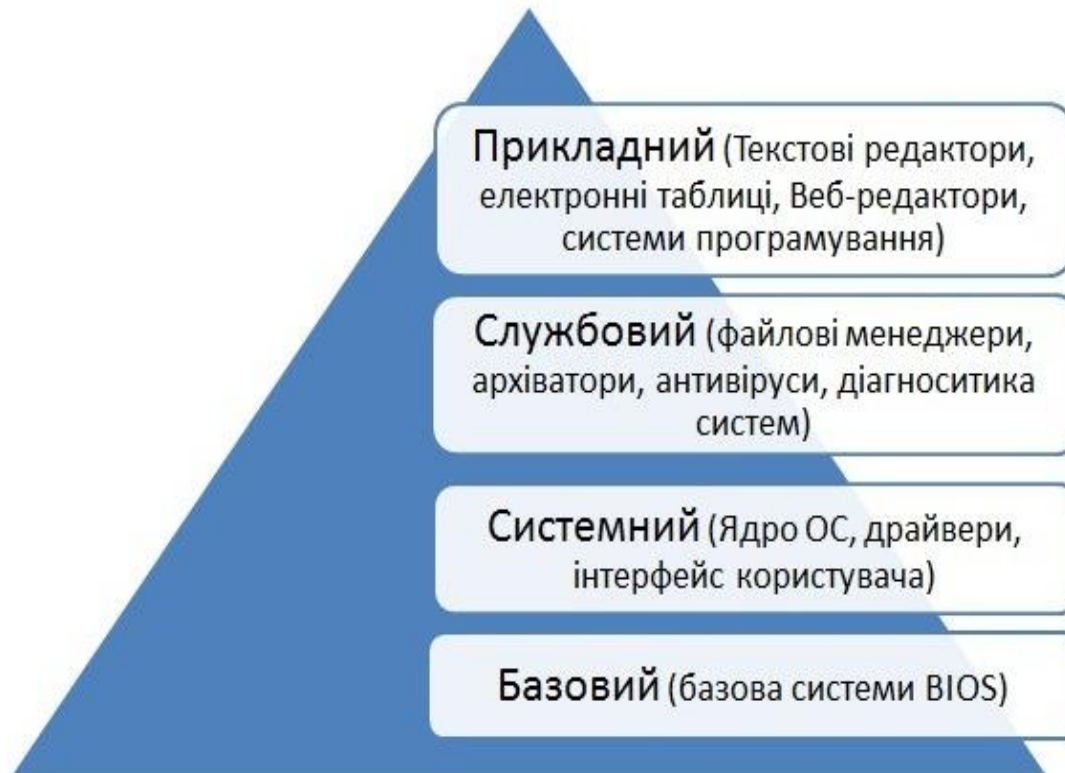 Прикладний (Текстові редактори,
електронні таблиці, Веб-редактори,
системи програмування)
Службовий (файлові менеджери,
архіватори, антивіруси, діагноситика
систем)
Системний (Ядро ОС, драйвери,
інтерфейс користувача)
Базовий (базова системи BIOS)